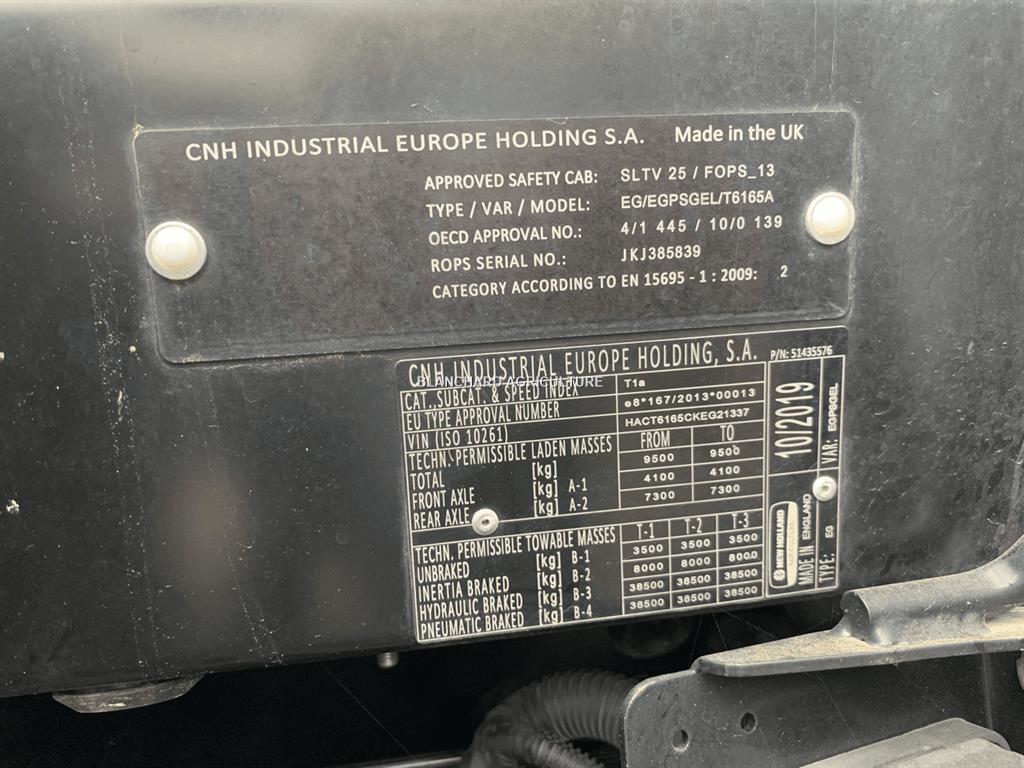 CNH INDUSTRIAL EUROPE HOLDING S.A. Made in the UK
APPROVED SAFETY CAB: SLTV 25 / FOPS_13
TYPE / VAR / MODEL: EG/EGPSGEL/T6165A
OECD APPROVAL NO.: 4/1 445 / 10/0 139
ROPS SERIAL NO.: JKJ385839
CATEGORY ACCORDING TO EN 15695 - 1 : 2009: 2
CNH INDUSTRIAL EUROPE HOLDING, S.A. P/N: 51435576
BLANCHARD AGRICULTURE
CAT. SUBCAT. & SPEED INDEX T1a
EU TYPE APPROVAL NUMBER e8*167/2013*00013
VIN (ISO 10261) HACT6165CKEG21337
TECHN. PERMISSIBLE LADEN MASSES FROM TO
TOTAL [kg] 9500 9500
FRONT AXLE [kg] A-1 4100 4100
REAR AXLE [kg] A-2 7300 7300
TECHN. PERMISSIBLE TOWABLE MASSES T-1 T-2 T-3
UNBRAKED [kg] B-1 3500 3500 3500
INERTIA BRAKED [kg] B-2 8000 8000 8000
HYDRAULIC BRAKED [kg] B-3 38500 38500 38500
PNEUMATIC BRAKED [kg] B-4 38500 38500 38500
10/2019
NEW HOLLAND
AGRICULTURE
MADE IN ENGLAND
TYPE: EG
VAR: EGPSGEL